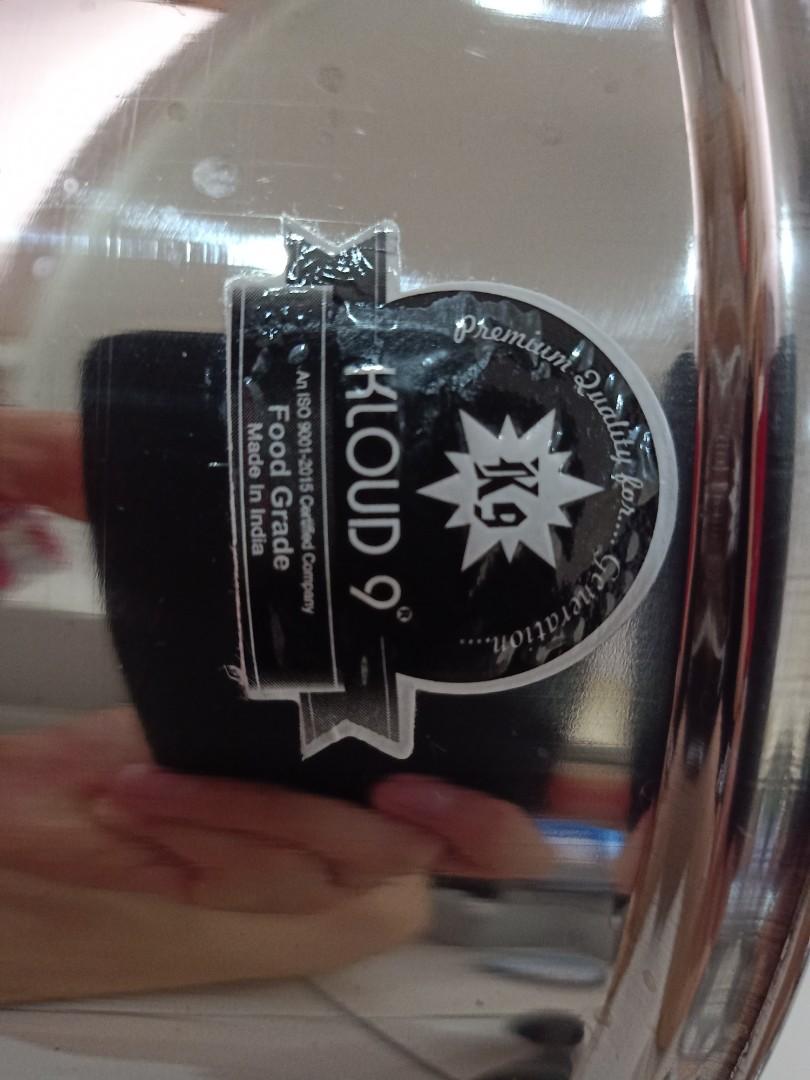 Premium Quality for.... Generation.....
K9
KLOUD 9®
An ISO 9001-2015 Certified Company
Food Grade
Made In India